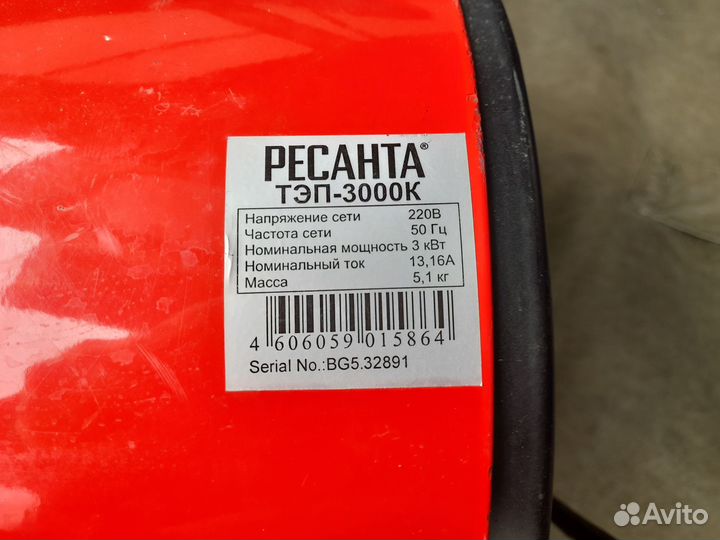 РЕСАНТА®
ТЭП-3000К
Напряжение сети 220В
Частота сети 50 Гц
Номинальная мощность 3 кВт
Номинальный ток 13,16А
Масса 5,1 кг
4 606059 015864
Serial No.:BG5.32891
Avito